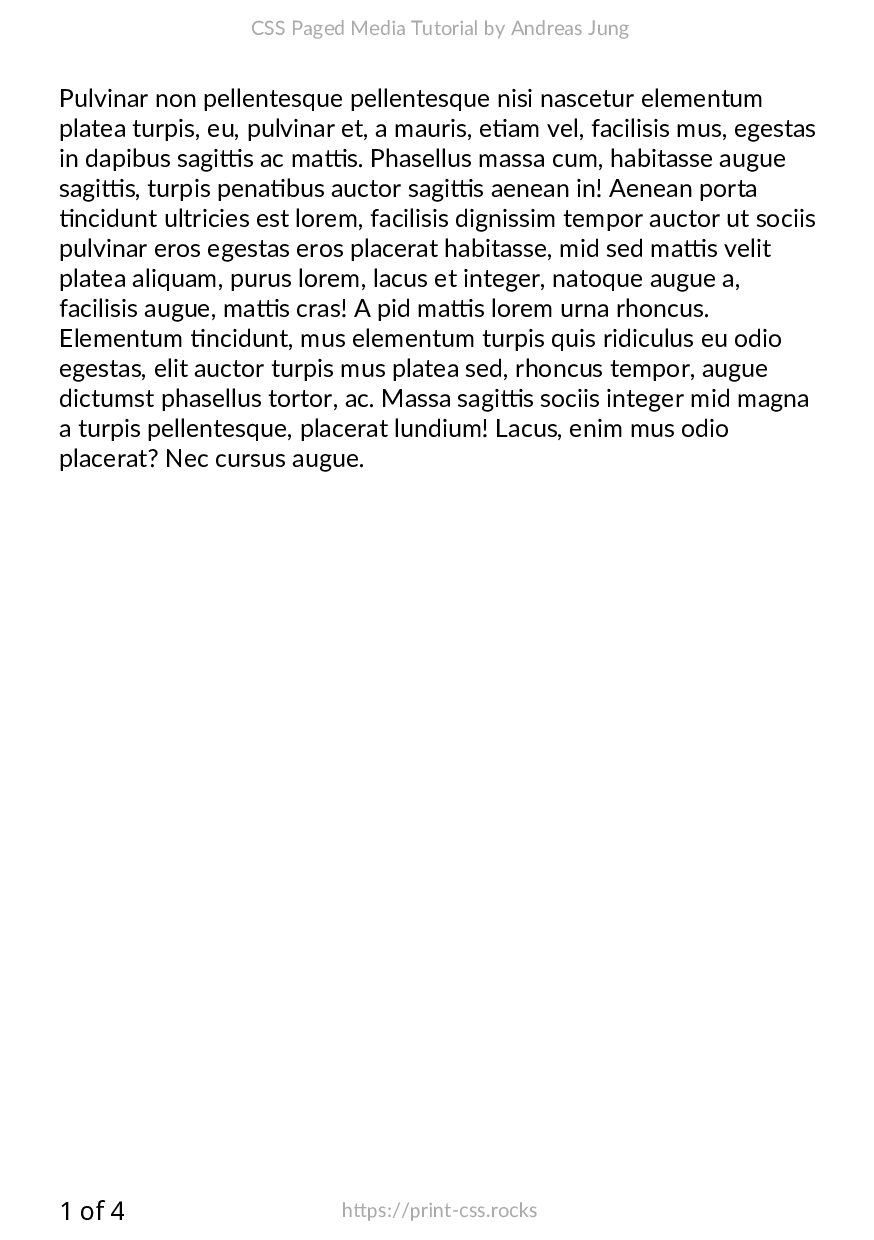 CSS Paged Media Tutorial by Andreas Jung
Pulvinar non pellentesque pellentesque nisi nascetur elementum
platea turpis, eu, pulvinar et, a mauris, etiam vel, facilisis mus, egestas
in dapibus sagittis ac mattis. Phasellus massa cum, habitasse augue
sagittis, turpis penatibus auctor sagittis aenean in! Aenean porta
tincidunt ultricies est lorem, facilisis dignissim tempor auctor ut sociis
pulvinar eros egestas eros placerat habitasse, mid sed mattis velit
platea aliquam, purus lorem, lacus et integer, natoque augue a,
facilisis augue, mattis cras! A pid mattis lorem urna rhoncus.
Elementum tincidunt, mus elementum turpis quis ridiculus eu odio
egestas, elit auctor turpis mus platea sed, rhoncus tempor, augue
dictumst phasellus tortor, ac. Massa sagittis sociis integer mid magna
a turpis pellentesque, placerat lundium! Lacus, enim mus odio
placerat? Nec cursus augue.
1 of 4
https://print-css.rocks